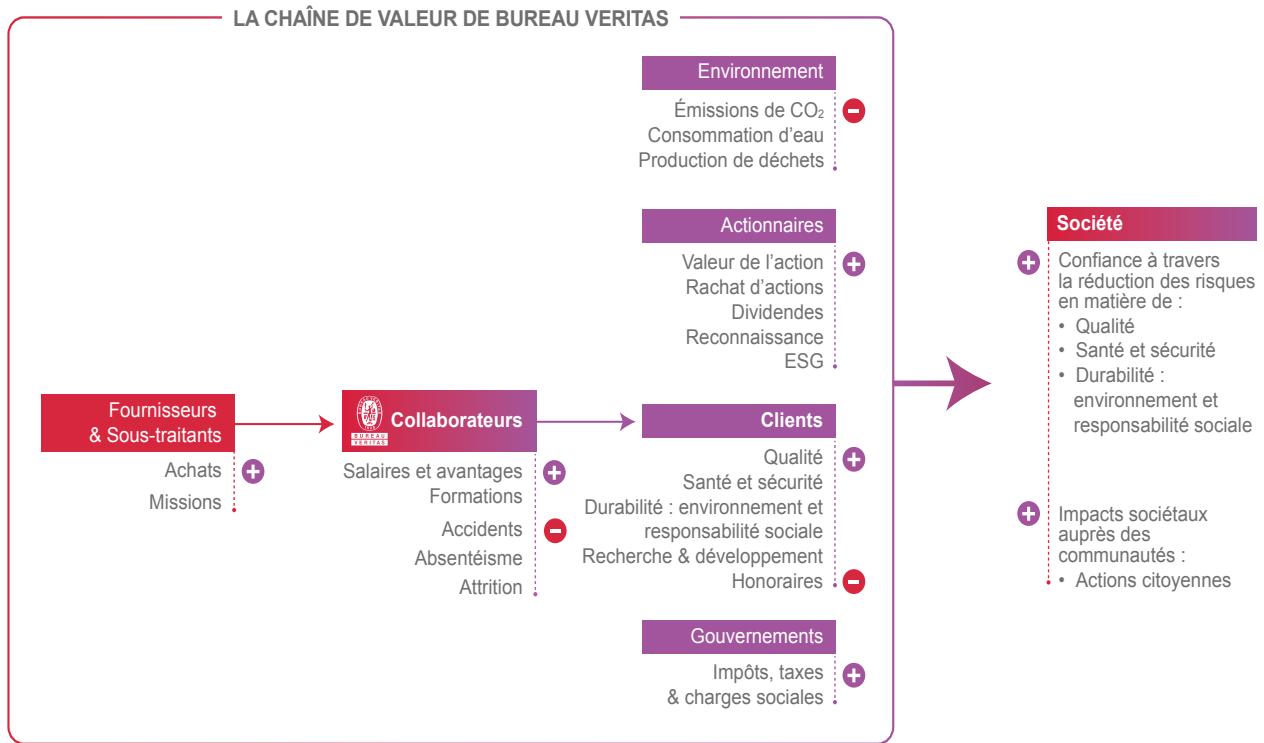 LA CHAÎNE DE VALEUR DE BUREAU VERITAS
Environnement
Émissions de CO₂
Consommation d’eau
Production de déchets
Actionnaires
Valeur de l’action
Rachat d’actions
Dividendes
Reconnaissance
ESG
Fournisseurs
& Sous-traitants
Achats
Missions
BUREAU
VERITAS
Collaborateurs
Salaires et avantages
Formations
Accidents
Absentéisme
Attrition
Clients
Qualité
Santé et sécurité
Durabilité : environnement et
responsabilité sociale
Recherche & développement
Honoraires
Gouvernements
Impôts, taxes
& charges sociales
Société
Confiance à travers
la réduction des risques
en matière de :
• Qualité
• Santé et sécurité
• Durabilité :
environnement et
responsabilité sociale
Impacts sociétaux
auprès des
communautés :
• Actions citoyennes